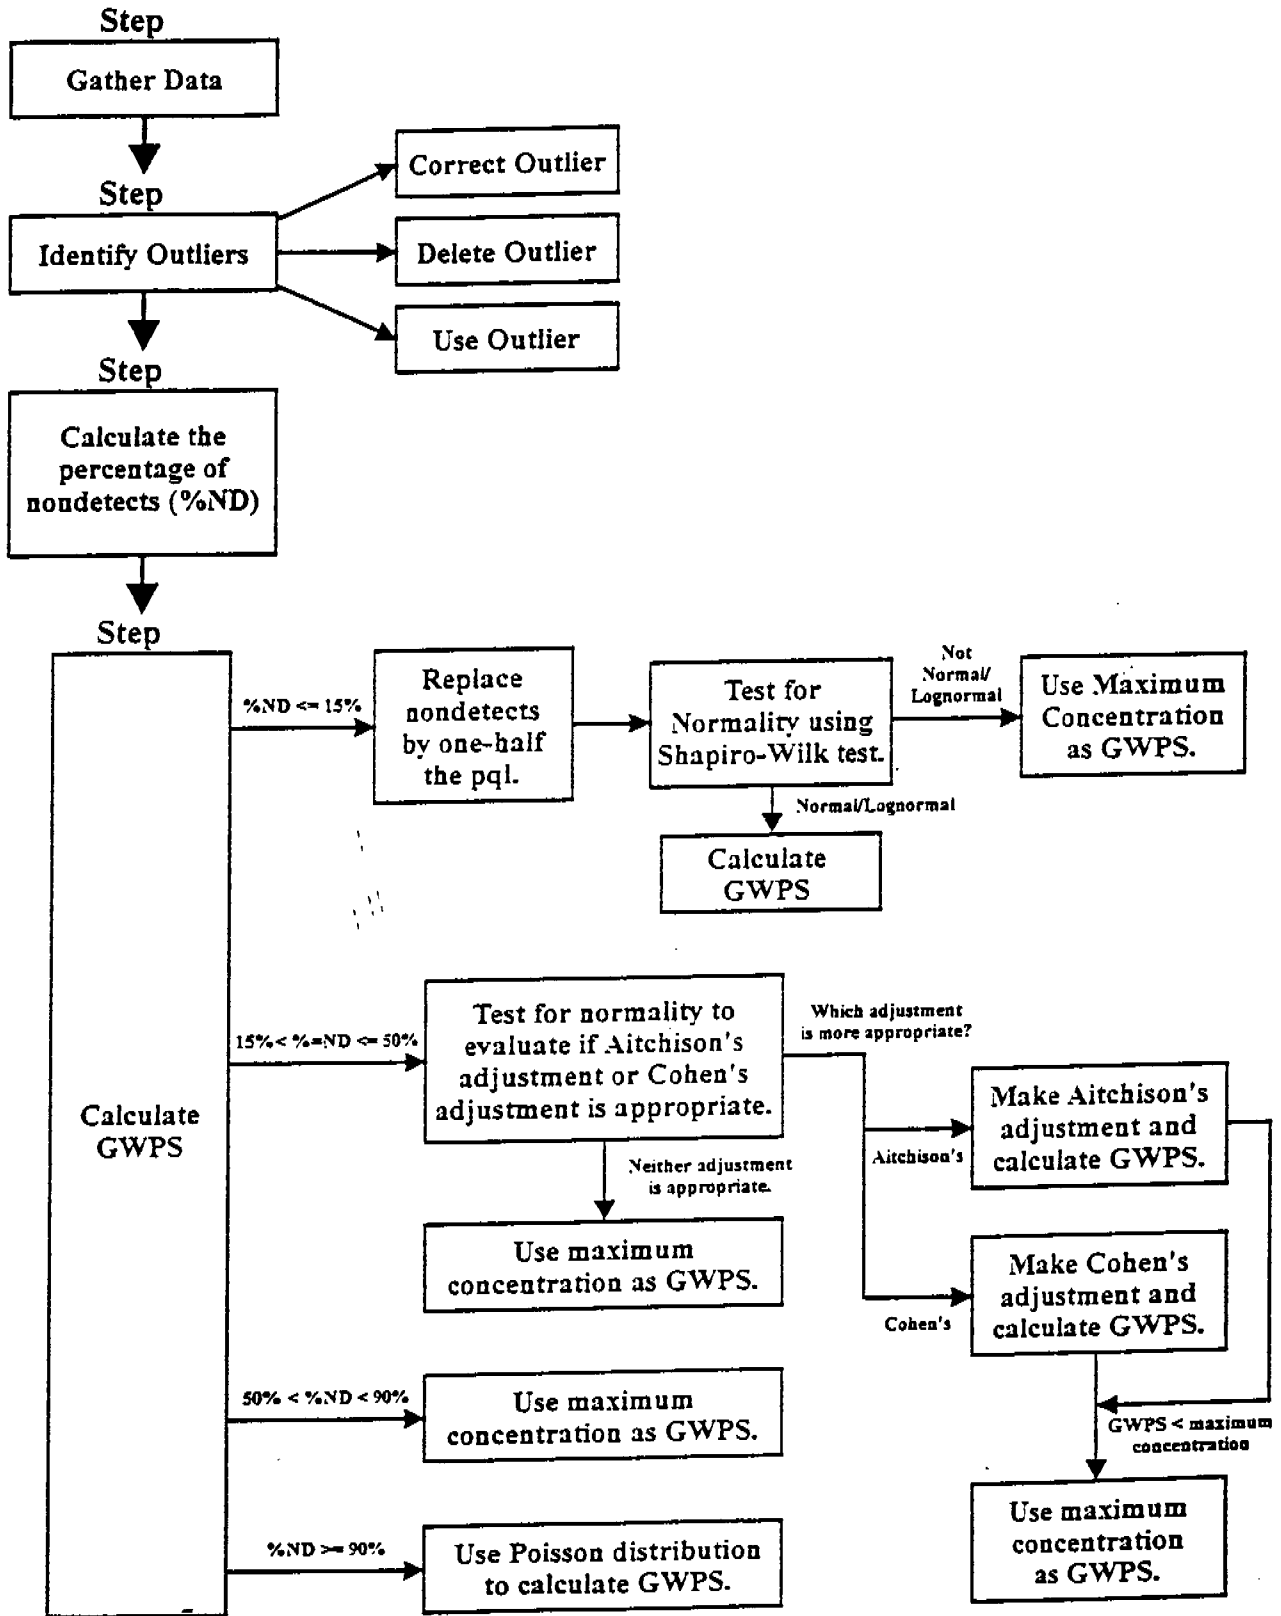 Step
Gather Data
Step
Identify Outliers
Correct Outlier
Delete Outlier
Use Outlier
Step
Calculate the
percentage of
nondetects (%ND)
Step
Calculate
GWPS
%ND <= 15%
Replace
nondetects
by one-half
the pql.
Test for
Normality using
Shapiro-Wilk test.
Not
Normal/
Lognormal
Use Maximum
Concentration
as GWPS.
Normal/Lognormal
Calculate
GWPS
15%< %=ND <= 50%
Test for normality to
evaluate if Aitchison's
adjustment or Cohen's
adjustment is appropriate.
Which adjustment
is more appropriate?
Aitchison's
Make Aitchison's
adjustment and
calculate GWPS.
Neither adjustment
is appropriate.
Use maximum
concentration as GWPS.
Cohen's
Make Cohen's
adjustment and
calculate GWPS.
50% < %ND < 90%
Use maximum
concentration as GWPS.
GWPS < maximum
concentration
Use maximum
concentration
as GWPS.
%ND >= 90%
Use Poisson distribution
to calculate GWPS.